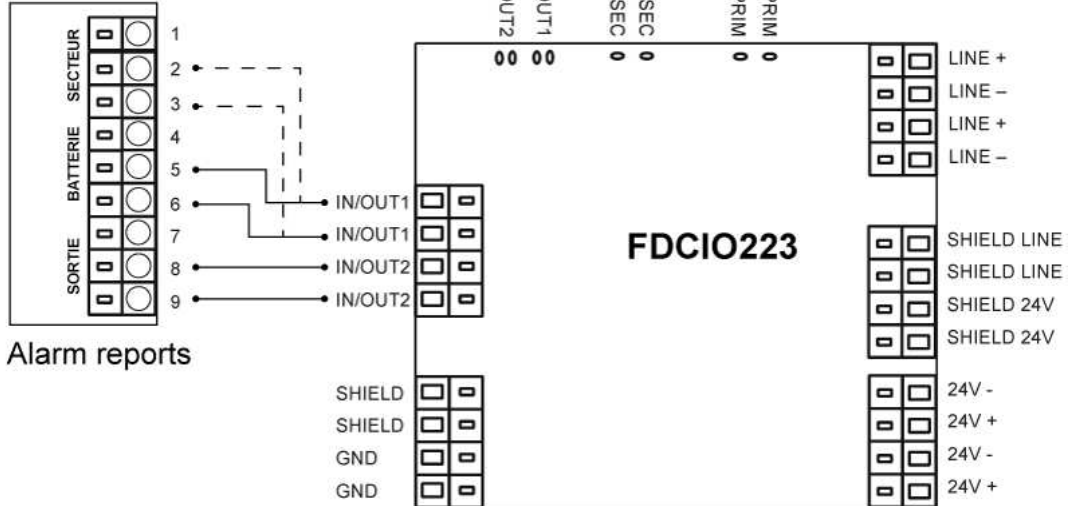 SECTEUR
BATTERIE
SORTIE
1
2
3
4
5
6
7
8
9
Alarm reports
IN/OUT1
IN/OUT1
IN/OUT2
IN/OUT2
SHIELD
SHIELD
GND
GND
OUT2
OUT1
SEC
SEC
PRIM
PRIM
FDCIO223
LINE +
LINE –
LINE +
LINE –
SHIELD LINE
SHIELD LINE
SHIELD 24V
SHIELD 24V
24V -
24V +
24V -
24V +